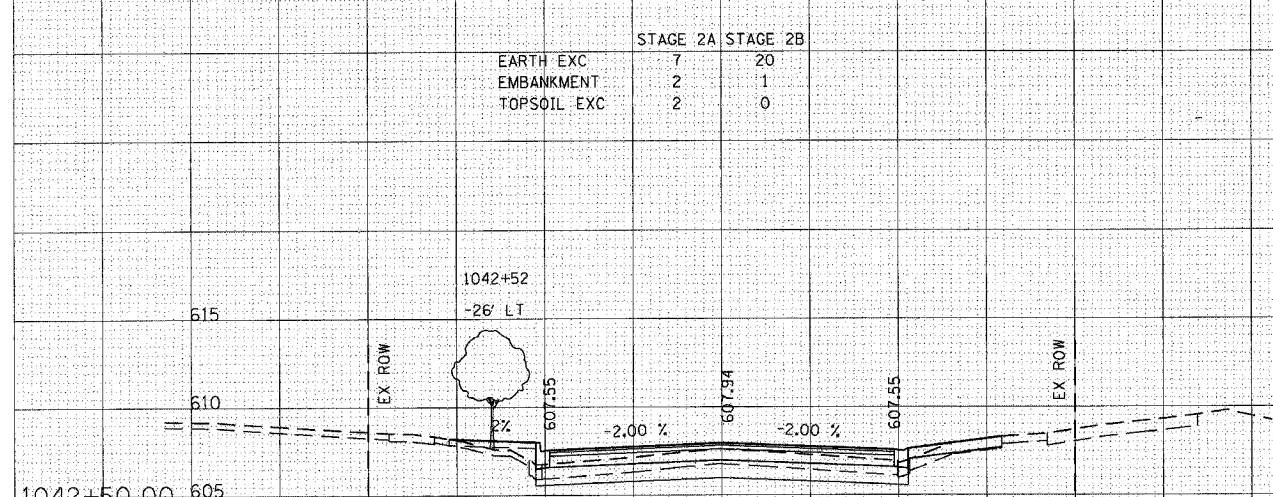 STAGE 2A STAGE 2B
EARTH EXC 7 20
EMBANKMENT 2 1
TOPSOIL EXC 2 0
1042+52
-26' LT
615
EX ROW
EX ROW
610
2%
607.55
-2.00 %
607.94
-2.00 %
607.55
1042+50.00 605